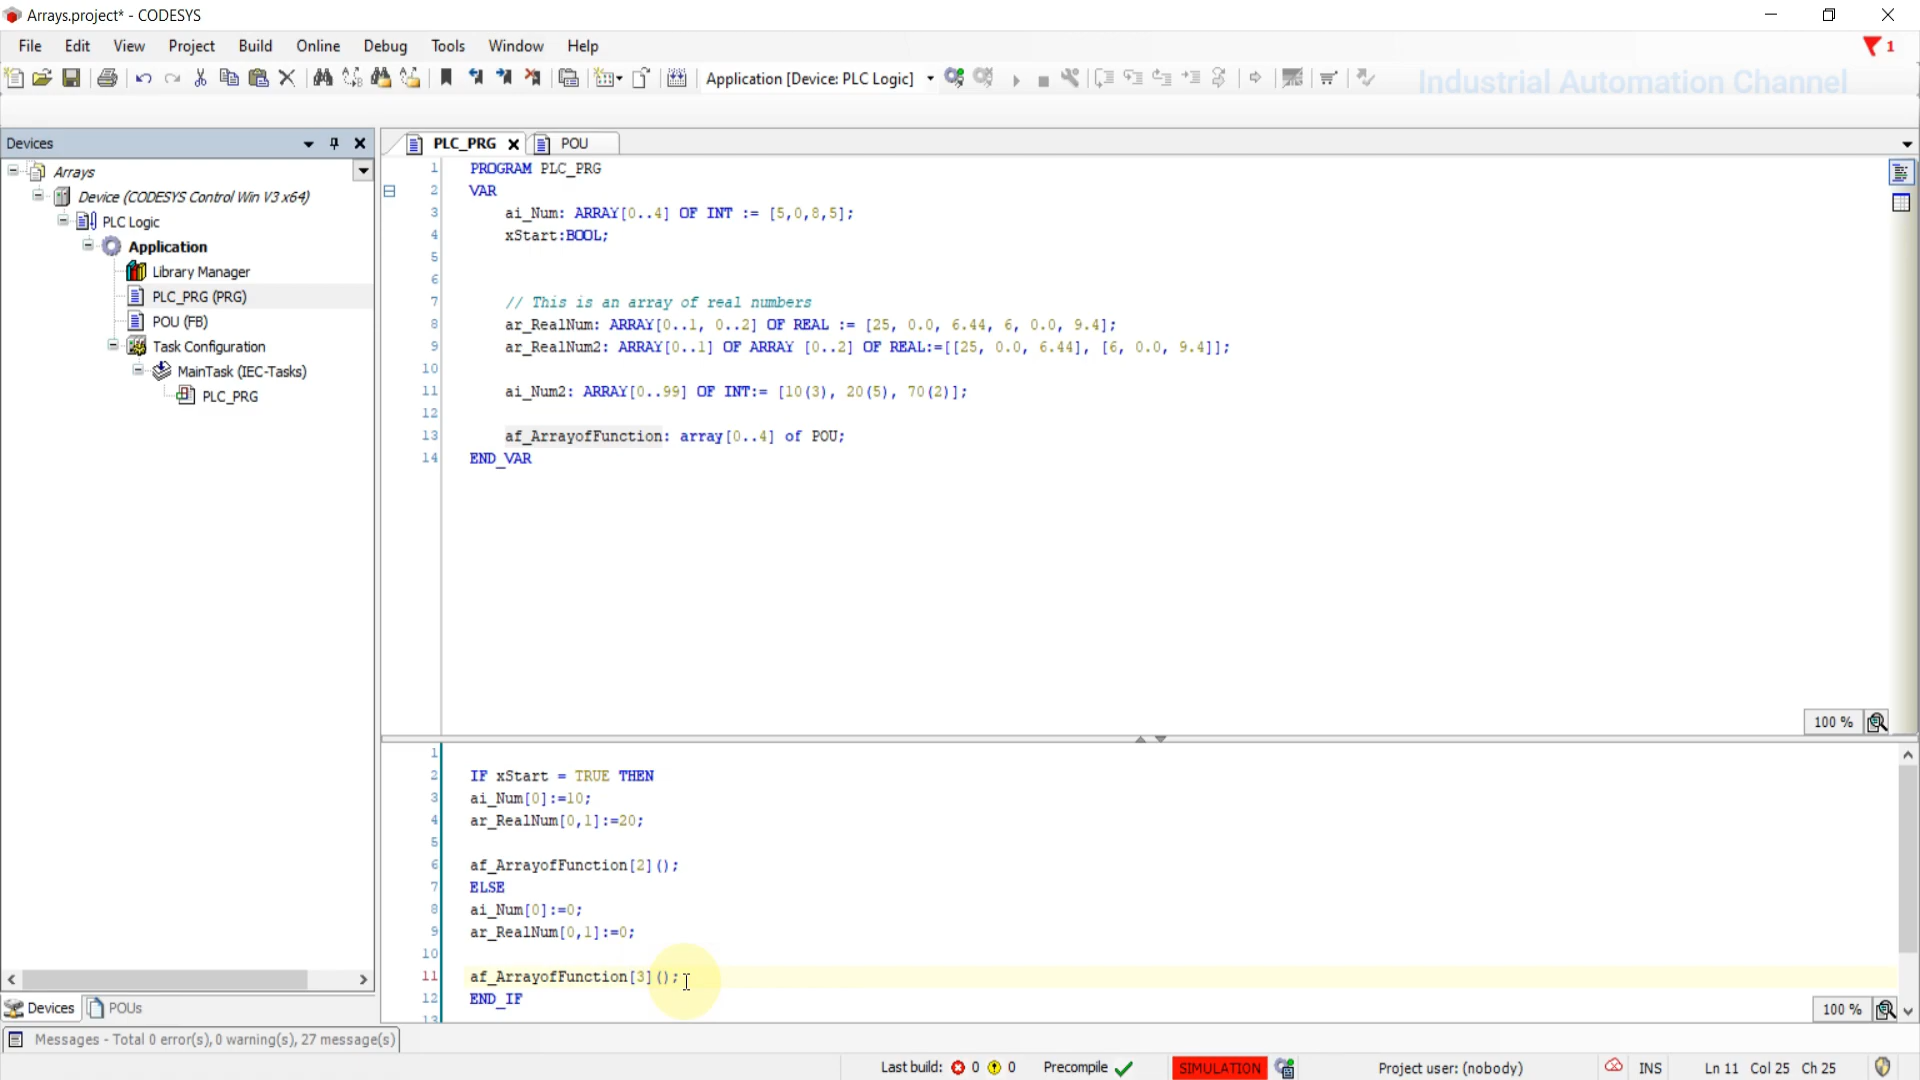 Arrays.project* - CODESYS
File Edit View Project Build Online Debug Tools Window Help
1
Application [Device: PLC Logic]
Industrial Automation Channel
Devices
Arrays
Device (CODESYS Control Win V3 x64)
PLC Logic
Application
Library Manager
PLC_PRG (PRG)
POU (FB)
Task Configuration
MainTask (IEC-Tasks)
PLC_PRG
Devices POUs
PLC_PRG POU
1 PROGRAM PLC_PRG
2 VAR
3 ai_Num: ARRAY[0..4] OF INT := [5,0,8,5];
4 xStart:BOOL;
5
6
7 // This is an array of real numbers
8 ar_RealNum: ARRAY[0..1, 0..2] OF REAL := [25, 0.0, 6.44, 6, 0.0, 9.4];
9 ar_RealNum2: ARRAY[0..1] OF ARRAY [0..2] OF REAL:=[[25, 0.0, 6.44], [6, 0.0, 9.4]];
10
11 ai_Num2: ARRAY[0..99] OF INT:= [10(3), 20(5), 70(2)];
12
13 af_ArrayofFunction: array[0..4] of POU;
14 END_VAR
100 %
1
2 IF xStart = TRUE THEN
3 ai_Num[0]:=10;
4 ar_RealNum[0,1]:=20;
5
6 af_ArrayofFunction[2]();
7 ELSE
8 ai_Num[0]:=0;
9 ar_RealNum[0,1]:=0;
10
11 af_ArrayofFunction[3]();
12 END_IF
13
100 %
Messages - Total 0 error(s), 0 warning(s), 27 message(s)
Last build: 0 0 Precompile SIMULATION Project user: (nobody) INS Ln 11 Col 25 Ch 25